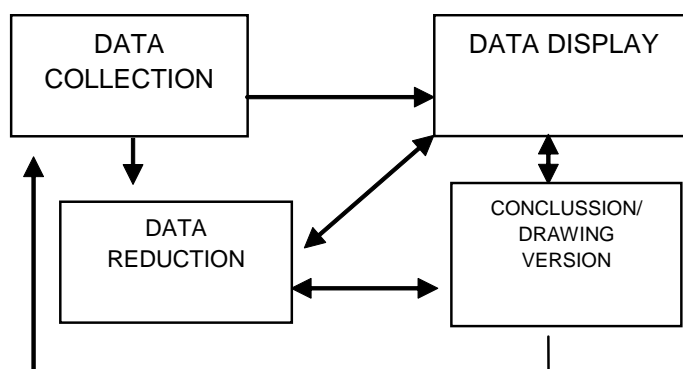 DATA
COLLECTION
DATA DISPLAY
DATA
REDUCTION
CONCLUSSION/
DRAWING
VERSION